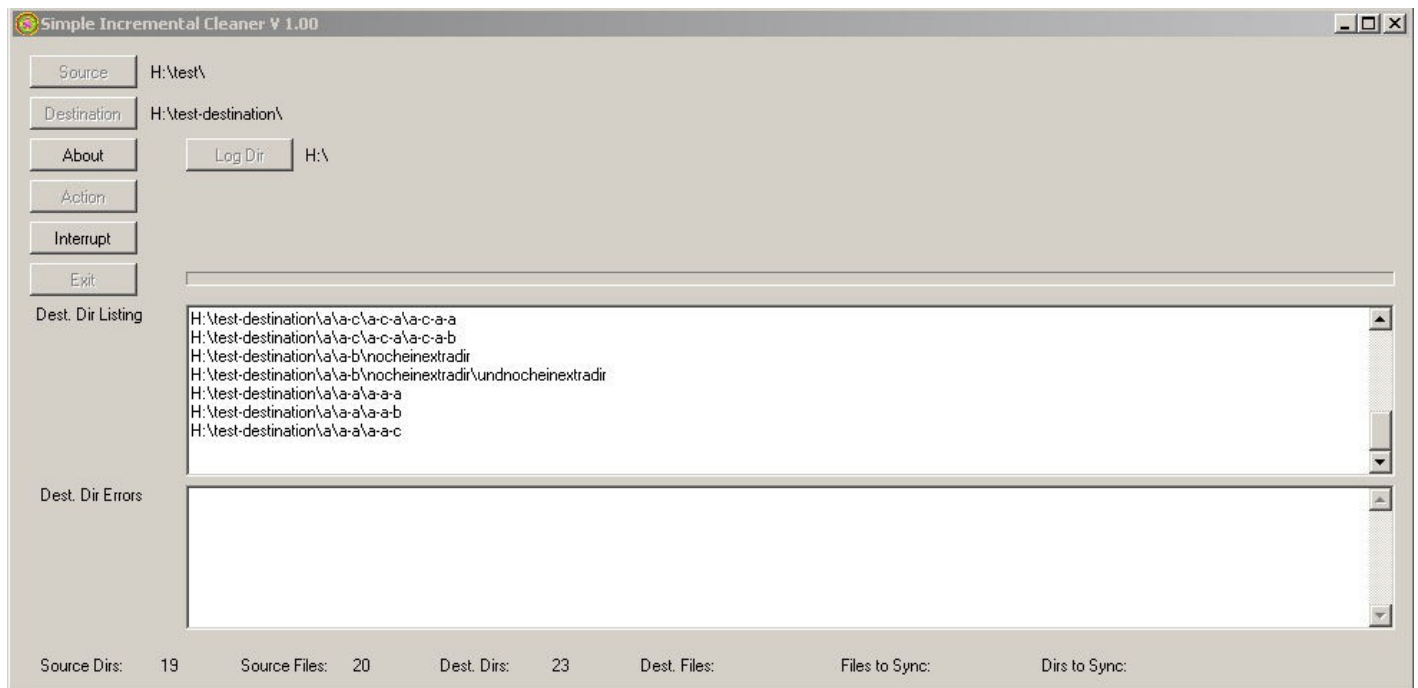 Simple Incremental Cleaner V 1.00
Source H:\test\
Destination H:\test-destination\
About Log Dir H:\
Action
Interrupt
Exit
Dest. Dir Listing
H:\test-destination\a\a-c\a-c-a\a-c-a-a
H:\test-destination\a\a-c\a-c-a\a-c-a-b
H:\test-destination\a\a-b\nocheinextradir
H:\test-destination\a\a-b\nocheinextradir\undnocheinextradir
H:\test-destination\a\a-a\a-a-a
H:\test-destination\a\a-a\a-a-b
H:\test-destination\a\a-a\a-a-c
Dest. Dir Errors
Source Dirs: 19 Source Files: 20 Dest. Dirs: 23 Dest. Files: Files to Sync: Dirs to Sync: